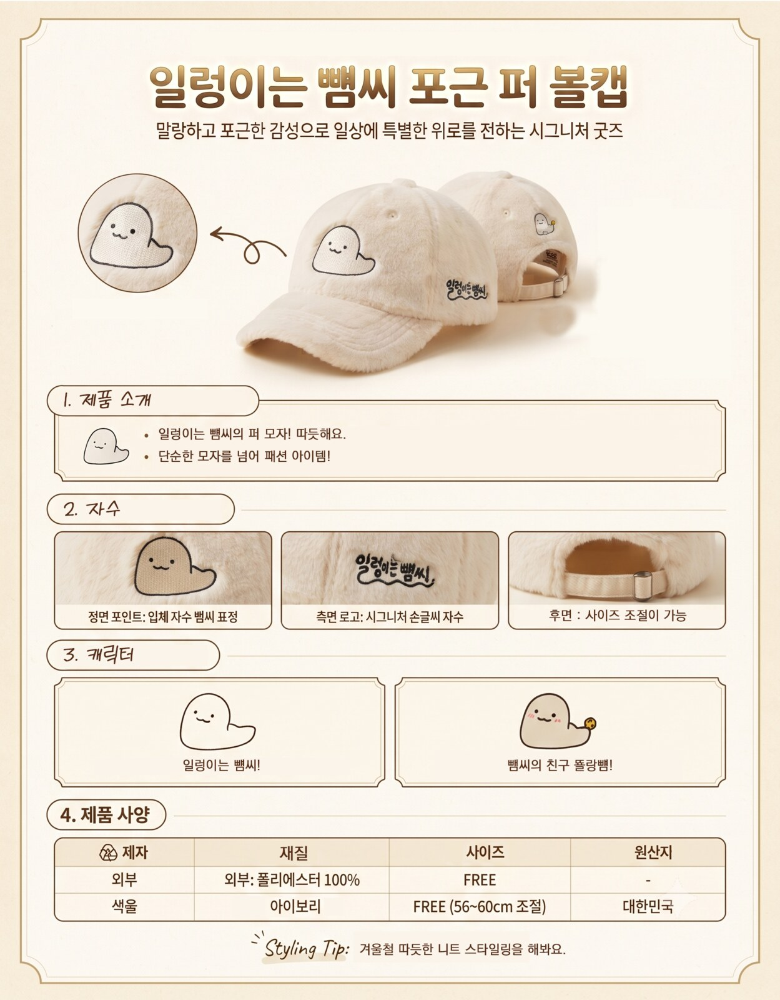 일렁이는 뺌씨 포근 퍼 볼캡
말랑하고 포근한 감성으로 일상에 특별한 위로를 전하는 시그니처 굿즈
일렁이는 뺌씨
1. 제품 소개
• 일렁이는 뺌씨의 퍼 모자! 따듯해요.
• 단순한 모자를 넘어 패션 아이템!
2. 자수
일렁이는 뺌씨.
정면 포인트: 입체 자수 뺌씨 표정
측면 로고: 시그니처 손글씨 자수
후면 : 사이즈 조절이 가능
3. 캐릭터
일렁이는 뺌씨!
뺌씨의 친구 똘랑뺌!
4. 제품 사양
제자 재질 사이즈 원산지
외부 외부: 폴리에스터 100% FREE -
색울 아이보리 FREE (56~60cm 조절) 대한민국
Styling Tip: 겨울철 따듯한 니트 스타일링을 해봐요.